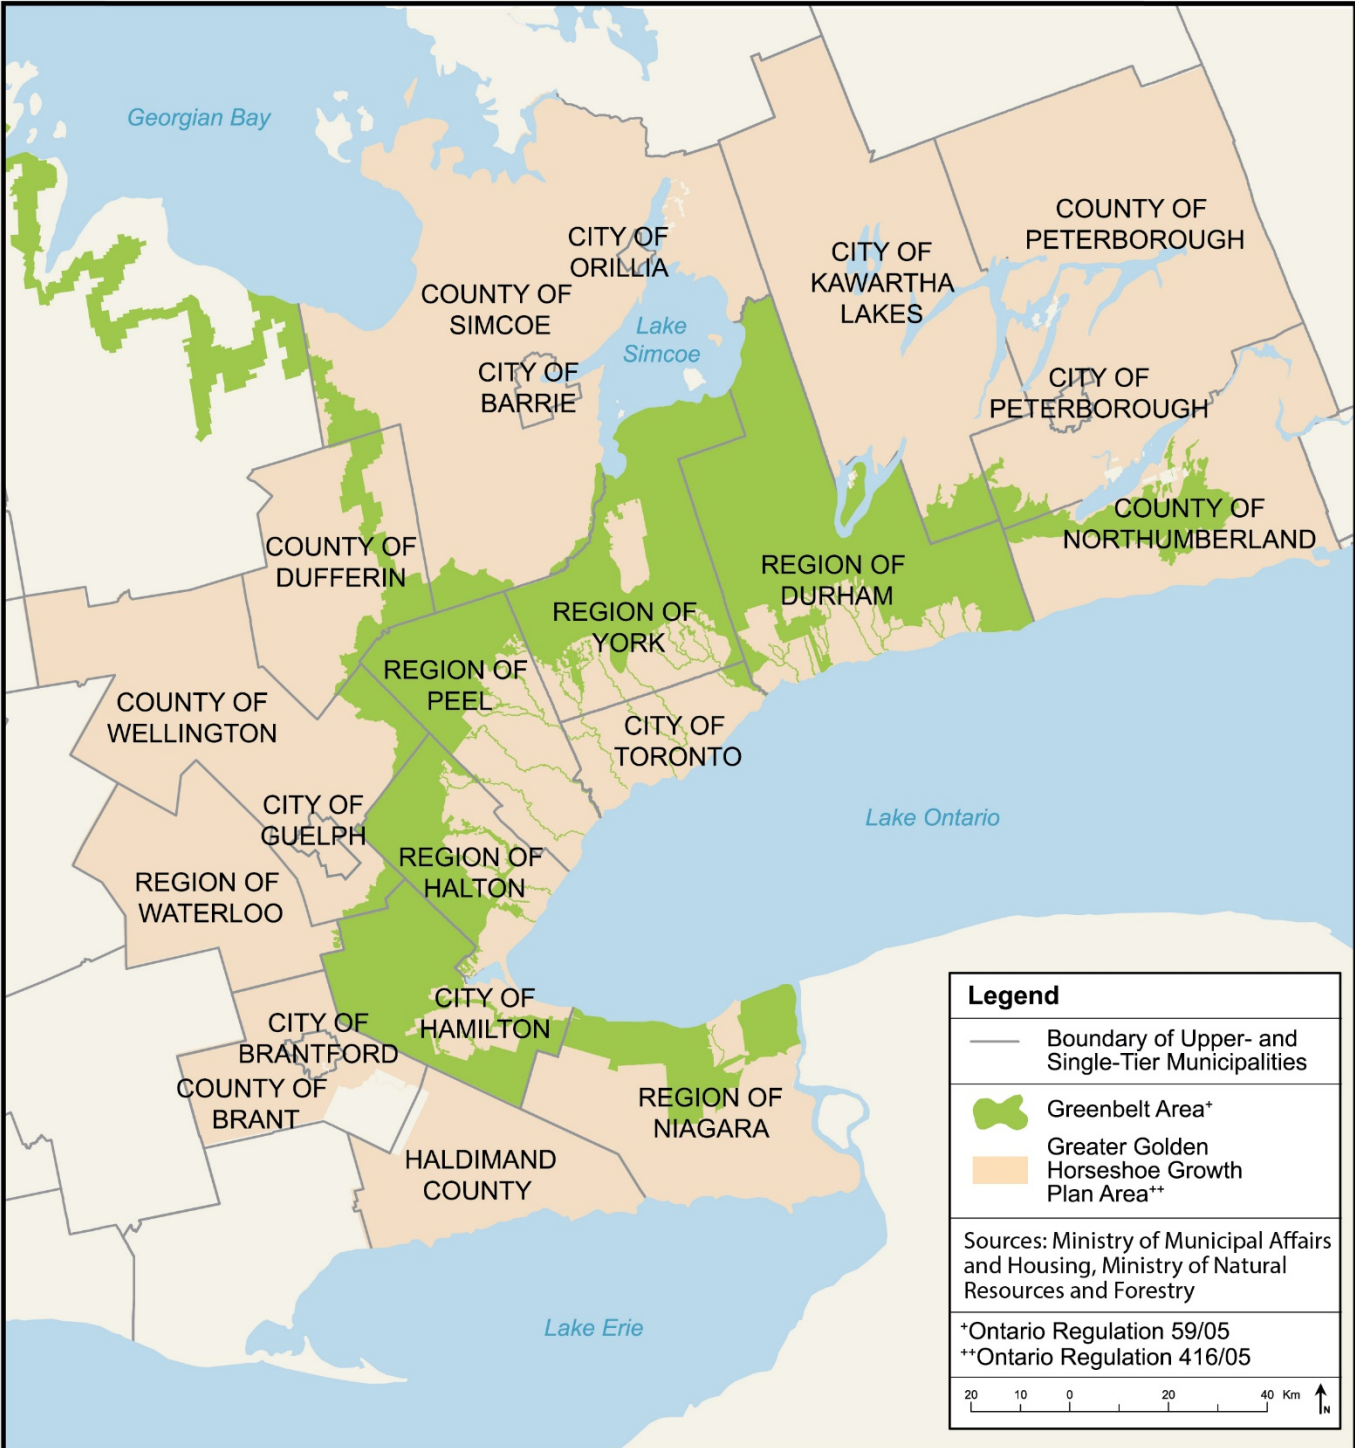 Georgian Bay
COUNTY OF
PETERBOROUGH
CITY OF
ORILLIA
CITY OF
KAWARTHA
LAKES
COUNTY OF
SIMCOE
Lake
Simcoe
CITY OF
BARRIE
CITY OF
PETERBOROUGH
COUNTY OF
NORTHUMBERLAND
COUNTY OF
DUFFERIN
REGION OF
DURHAM
REGION OF
YORK
REGION OF
PEEL
COUNTY OF
WELLINGTON
CITY OF
TORONTO
CITY OF
GUELPH
Lake Ontario
REGION OF
HALTON
REGION OF
WATERLOO
CITY OF
HAMILTON
CITY OF
BRANTFORD
COUNTY OF
BRANT
REGION OF
NIAGARA
HALDIMAND
COUNTY
Lake Erie
Legend
Boundary of Upper- and
Single-Tier Municipalities
Greenbelt Area+
Greater Golden
Horseshoe Growth
Plan Area++
Sources: Ministry of Municipal Affairs
and Housing, Ministry of Natural
Resources and Forestry
+Ontario Regulation 59/05
++Ontario Regulation 416/05
20 10 0 20 40 Km
N